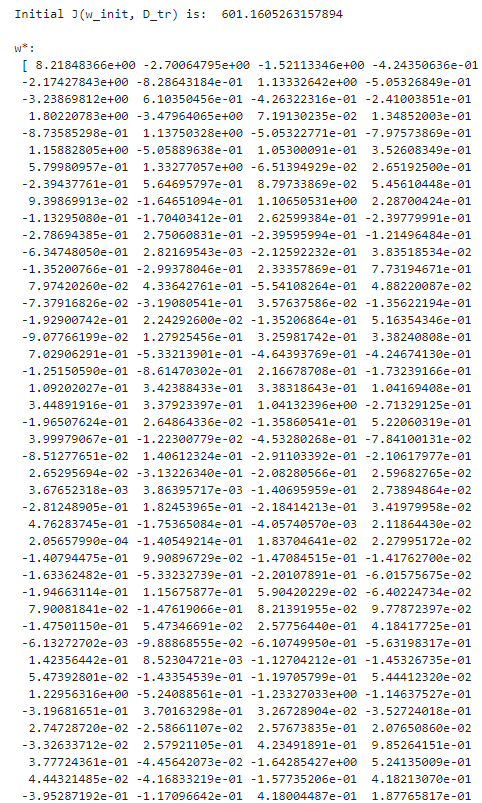 Initial J(w_init, D_tr) is:  601.1605263157894
w*:
[ 8.21848366e+00 -2.70064795e+00 -1.52113346e+00 -4.24350636e-01
-2.17427843e+00 -8.28643184e-01  1.13332642e+00 -5.05326849e-01
-3.23869812e+00  6.10350456e-01 -4.26322316e-01 -2.41003851e-01
1.80220783e+00 -3.47964065e+00  7.19130235e-02  1.34852003e-01
-8.73585298e-01  1.13750328e+00 -5.05322771e-01 -7.97573869e-01
1.15882805e+00 -5.05889638e-01  1.05300091e-01  3.52608349e-01
5.79980957e-01  1.33277057e+00 -6.51394929e-02  2.65192500e-01
-2.39437761e-01  5.64695797e-01  8.79733869e-02  5.45610448e-01
9.39869913e-02 -1.64651094e-01  1.10650531e+00  2.28700424e-01
-1.13295080e-01 -1.70403412e-01  2.62599384e-01 -2.39779991e-01
-2.78694385e-01  2.75060831e-01 -2.39595994e-01 -1.21496484e-01
-6.34748050e-01  2.82169543e-03 -2.12592232e-01  3.83518534e-02
-1.35200766e-01 -2.99378046e-01  2.33357869e-01  7.73194671e-01
7.97420260e-02  4.33642761e-01 -5.54108264e-01  4.88220087e-02
-7.37916826e-02 -3.19080541e-01  3.57637586e-02 -1.35622194e-01
-1.92900742e-01  2.24292600e-02 -1.35206864e-01  5.16354346e-01
-9.07766199e-02  1.27925456e-01  3.25981742e-01  3.38240808e-01
7.02906291e-01 -5.33213901e-01 -4.64393769e-01 -4.24674130e-01
-1.25150590e-01 -8.61470302e-01  2.16678708e-01 -1.73239166e-01
1.09202027e-01  3.42388433e-01  3.38318643e-01  1.04169408e-01
3.44891916e-01  3.37923397e-01  1.04132396e+00 -2.71329125e-01
-1.96507624e-01  2.64864336e-02 -1.35860541e-01  5.22060319e-01
3.99979067e-01 -1.22300779e-02 -4.53280268e-01 -7.84100131e-02
-8.51277651e-02  1.40612324e-01 -2.91103392e-01 -2.10617977e-01
2.65295694e-02 -3.13226340e-01 -2.08280566e-01  2.59682765e-01
3.67652318e-03  3.86395717e-03 -1.40695959e-01  2.73894864e-02
-2.81248905e-01  1.82453965e-01 -2.18414213e-01  3.41979958e-02
4.76283745e-01 -1.75365084e-01 -4.05740570e-03  2.11864430e-02
2.05657990e-04 -1.40549214e-01  1.83704641e-02  2.27995172e-02
-1.40794475e-01  9.90896729e-02 -1.47084515e-01 -1.41762700e-02
-1.63362482e-01 -5.33232739e-01 -2.20107891e-01 -6.01575675e-02
-1.94663114e-01  1.15675877e-01  5.90420229e-02 -6.40224734e-02
7.90081841e-02 -1.47619066e-01  8.21391955e-02  9.77872397e-02
-1.47501150e-01  5.47346691e-02  2.57756440e-01  4.18417725e-01
-6.13272702e-03 -9.88868555e-02 -6.10749950e-01 -5.63198317e-01
1.42356442e-01  8.52304721e-03 -1.12704212e-01 -1.45326735e-01
5.47392801e-02 -1.43354539e-01 -1.19705799e-01  5.44412320e-02
1.22956316e+00 -5.24088561e-01 -1.23327033e+00 -1.14637527e-01
-3.19681651e-01  3.70163298e-01  3.26728904e-02 -3.52724018e-01
2.74728720e-02 -2.58661107e-02  2.57673835e-01  2.07650860e-02
-3.32633712e-02  2.57921105e-01  4.23491891e-01  9.85264151e-01
3.77724361e-01 -4.45642073e-02 -1.64285427e+00  5.24135009e-01
4.44321485e-02 -4.16833219e-01 -1.57735206e-01  4.18213070e-01
-3.95287192e-01 -1.17096642e-01  4.18004487e-01  1.87765817e-01